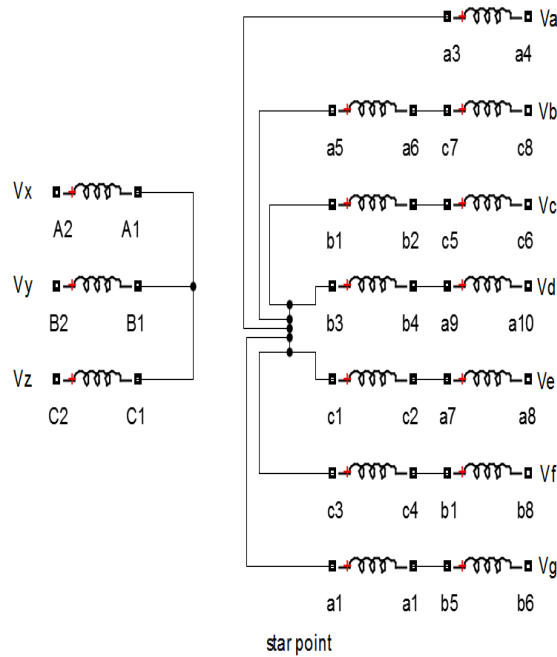 Va
a3 a4
Vb
a5 a6 c7 c8
Vx
Vc
A2 A1
b1 b2 c5 c6
Vy
Vd
B2 B1
b3 b4 a9 a10
Vz
Ve
C2 C1
c1 c2 a7 a8
Vf
c3 c4 b1 b8
Vg
a1 a1 b5 b6
star point